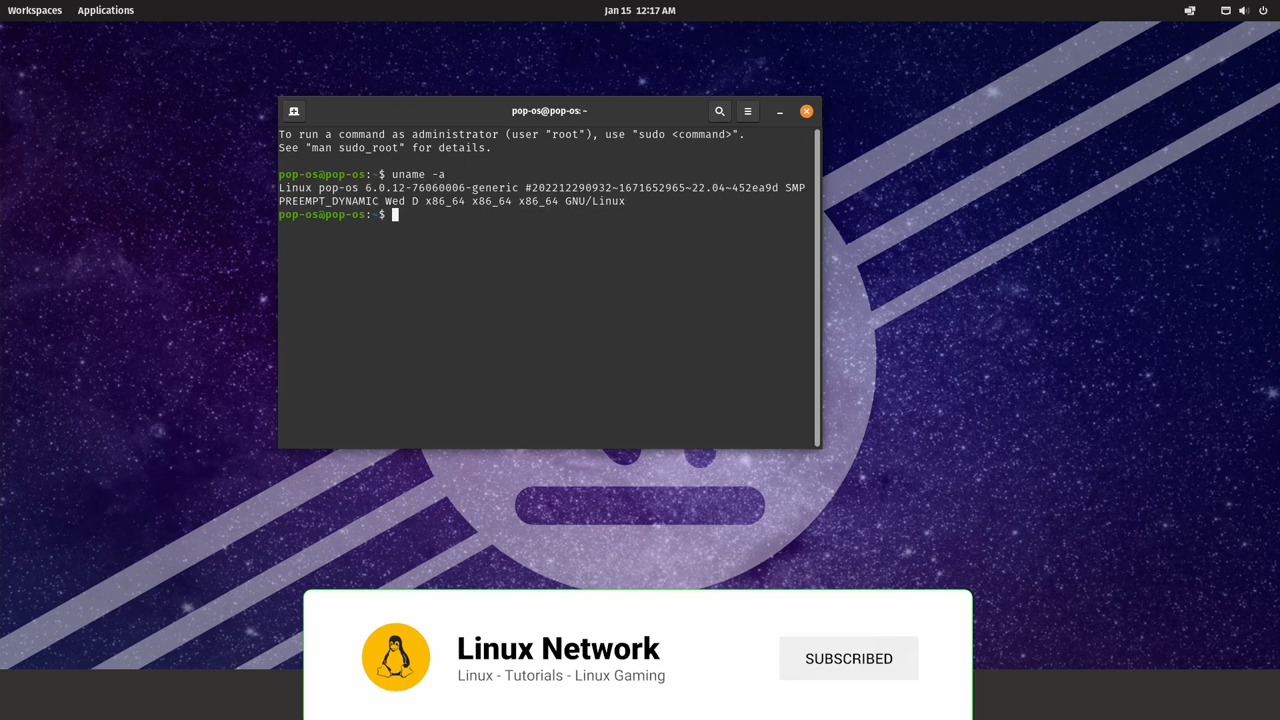 Workspaces Applications Jan 15 12:17 AM
pop-os@pop-os: ~
To run a command as administrator (user "root"), use "sudo <command>".
See "man sudo_root" for details.
pop-os@pop-os:~$ uname -a
Linux pop-os 6.0.12-76060006-generic #202212290932~1671652965~22.04~452ea9d SMP
PREEMPT_DYNAMIC Wed D x86_64 x86_64 x86_64 GNU/Linux
pop-os@pop-os:~$
Linux Network
SUBSCRIBED
Linux - Tutorials - Linux Gaming